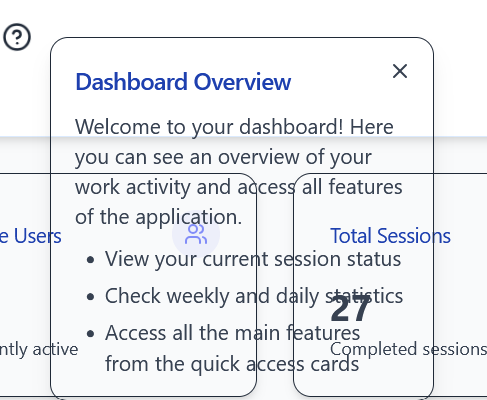 Dashboard Overview
Welcome to your dashboard! Here
you can see an overview of your
work activity and access all features
of the application.
View your current session status
Check weekly and daily statistics
Access all the main features
from the quick access cards
e Users
ntly active
Total Sessions
27
Completed sessions